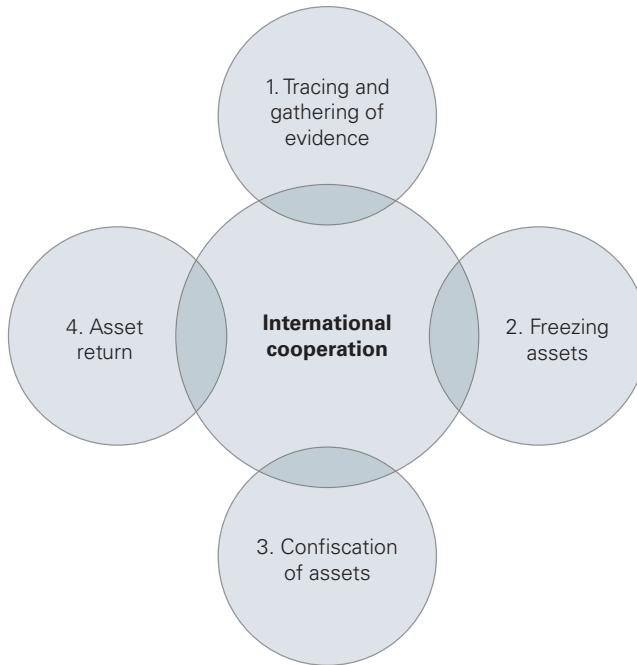 1. Tracing and
gathering of
evidence
4. Asset
return
International
cooperation
2. Freezing
assets
3. Confiscation
of assets